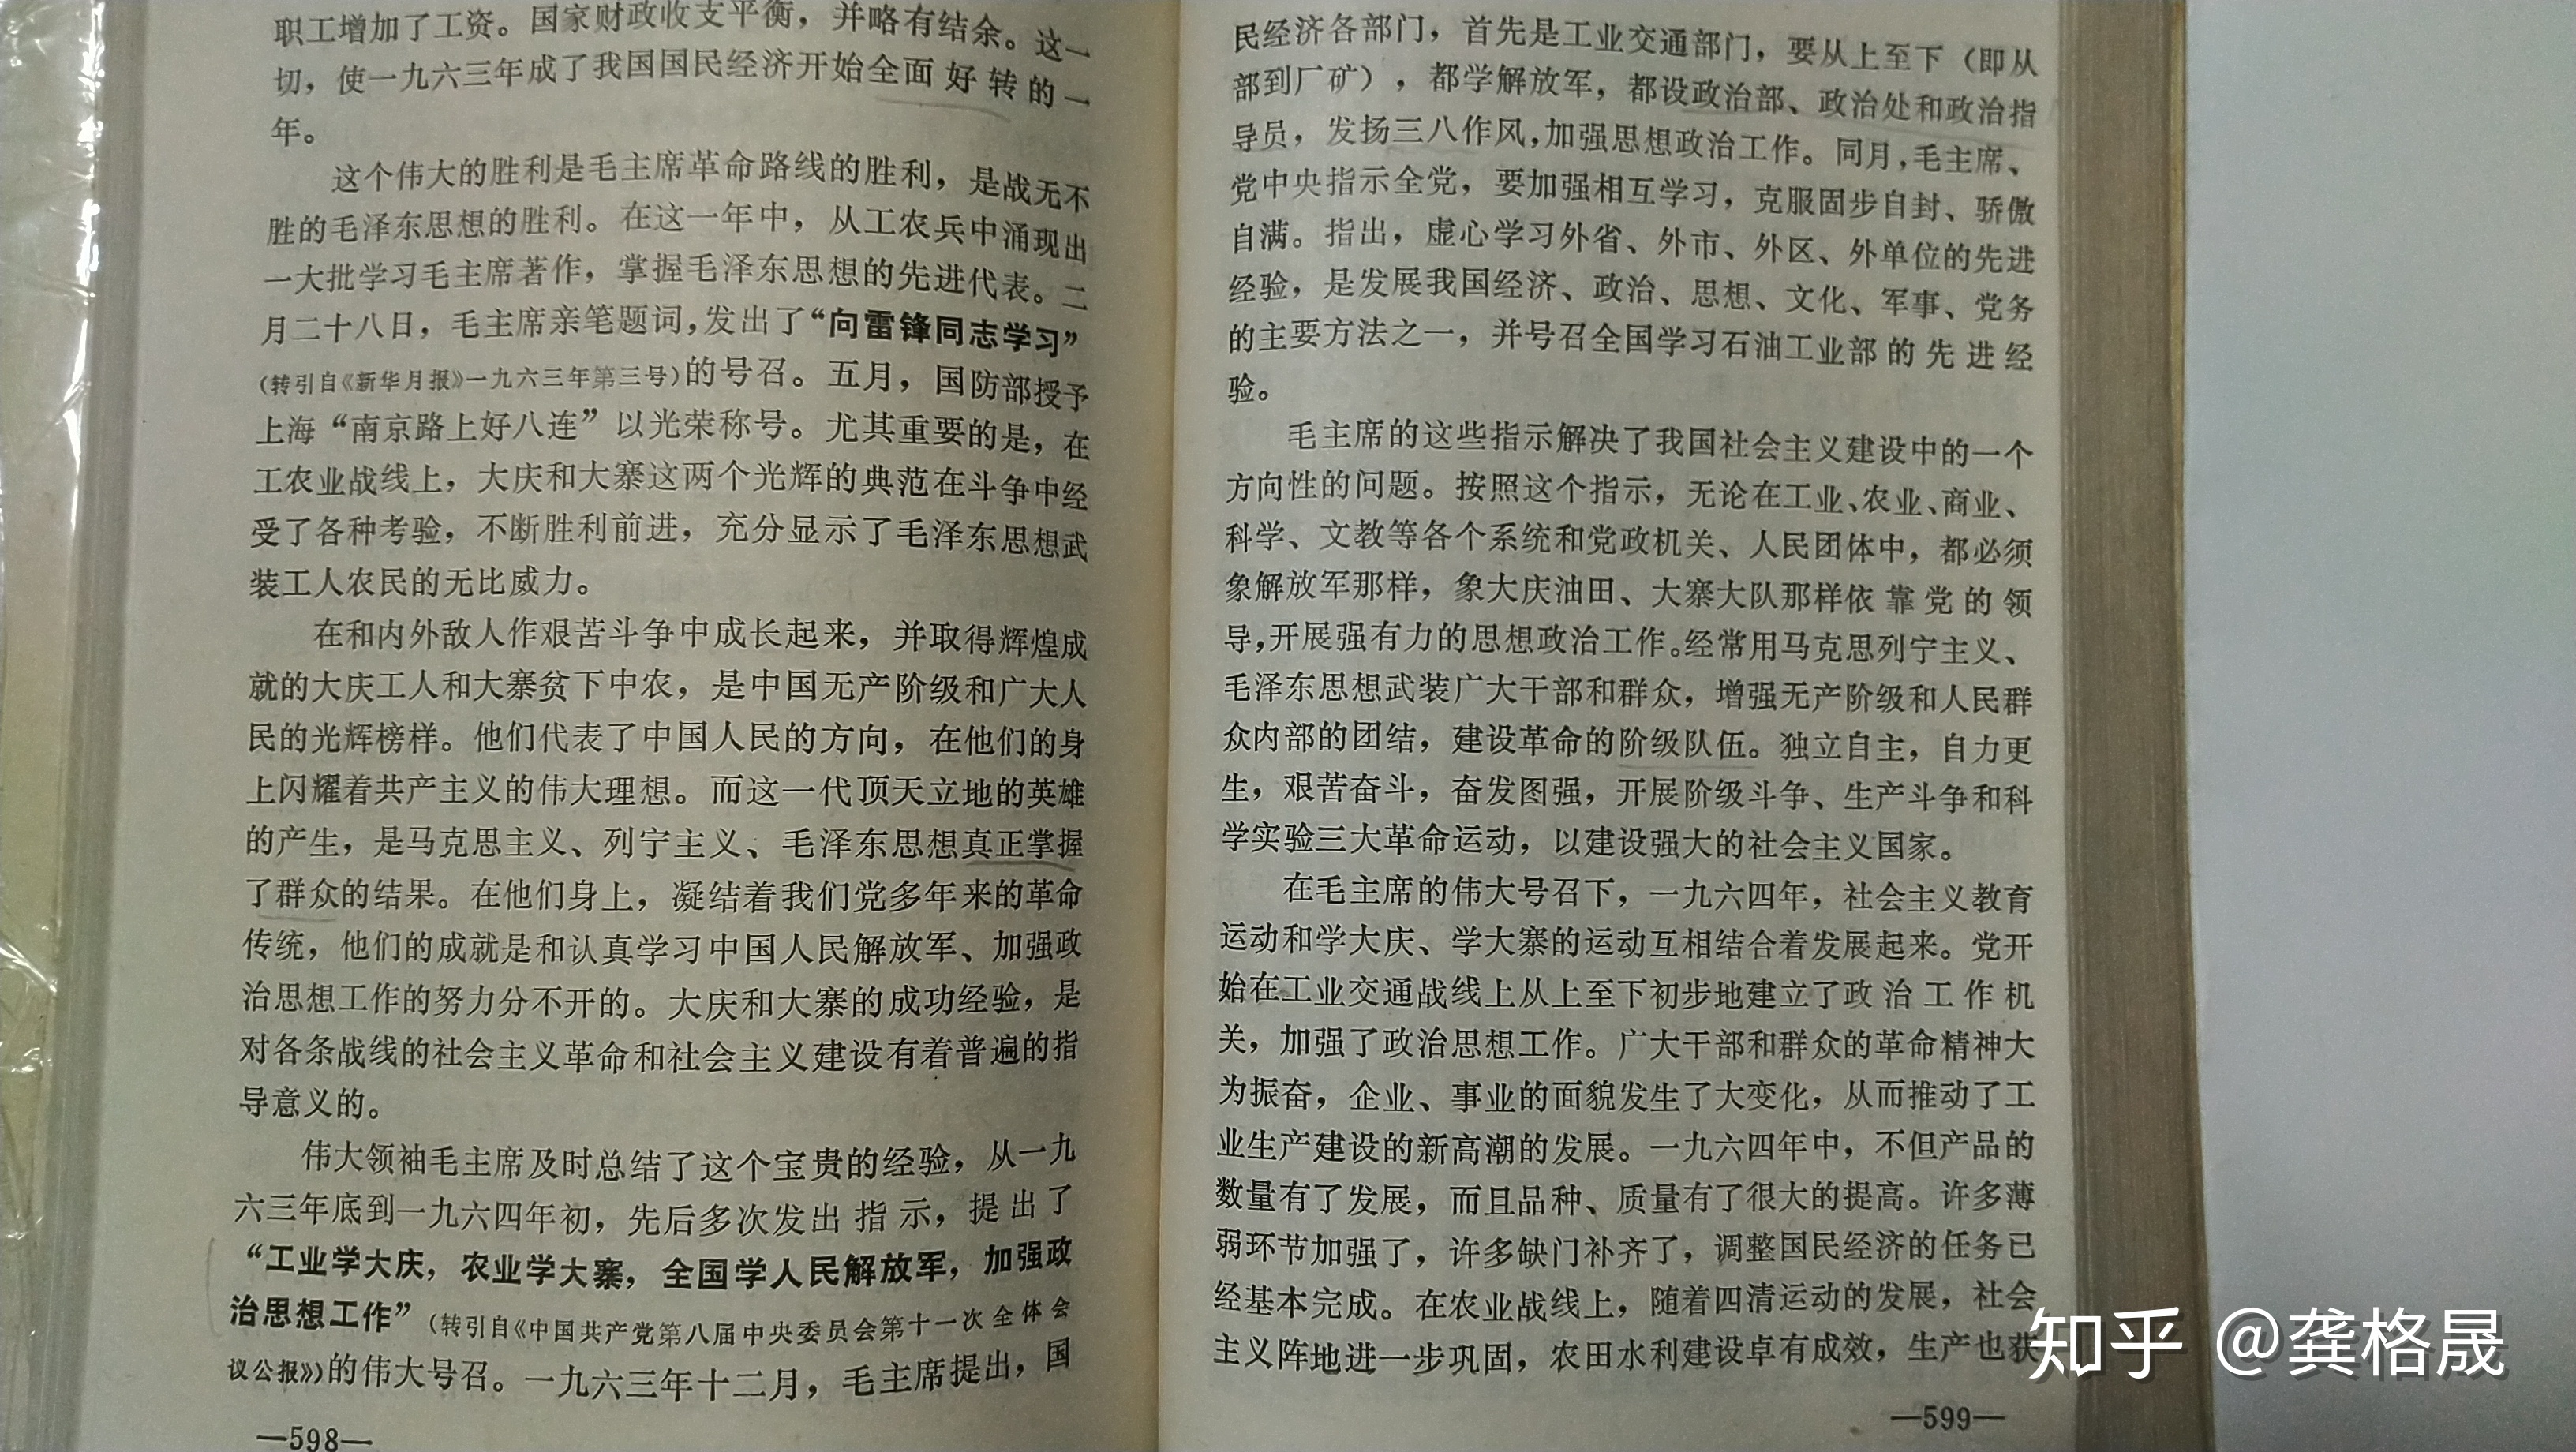 职工增加了工资。国家财政收支平衡，并略有结余。这一
切，使一九六三年成了我国国民经济开始全面好转的一
年。
这个伟大的胜利是毛主席革命路线的胜利，是战无不
胜的毛泽东思想的胜利。在这一年中，从工农兵中涌现出
一大批学习毛主席著作，掌握毛泽东思想的先进代表。二
月二十八日，毛主席亲笔题词，发出了“向雷锋同志学习”
（转引自《新华月报》一九六三年第三号）的号召。五月，国防部授予
上海“南京路上好八连”以光荣称号。尤其重要的是，在
工农业战线上，大庆和大寨这两个光辉的典范在斗争中经
受了各种考验，不断胜利前进，充分显示了毛泽东思想武
装工人农民的无比威力。
在和内外敌人作艰苦斗争中成长起来，并取得辉煌成
就的大庆工人和大寨贫下中农，是中国无产阶级和广大人
民的光辉榜样。他们代表了中国人民的方向，在他们的身
上闪耀着共产主义的伟大理想。而这一代顶天立地的英雄
的产生，是马克思主义、列宁主义、毛泽东思想真正掌握
了群众的结果。在他们身上，凝结着我们党多年来的革命
传统，他们的成就是和认真学习中国人民解放军、加强政
治思想工作的努力分不开的。大庆和大寨的成功经验，是
对各条战线的社会主义革命和社会主义建设有着普遍的指
导意义的。
伟大领袖毛主席及时总结了这个宝贵的经验，从一九
六三年底到一九六四年初，先后多次发出指示，提出了
“工业学大庆，农业学大寨，全国学人民解放军，加强政
治思想工作”（转引自《中国共产党第八届中央委员会第十一次全体会
议公报》）的伟大号召。一九六三年十二月，毛主席提出，国
—598—
民经济各部门，首先是工业交通部门，要从上至下（即从
部到厂矿），都学解放军，都设政治部、政治处和政治指
导员，发扬三八作风，加强思想政治工作。同月，毛主席、
党中央指示全党，要加强相互学习，克服固步自封、骄傲
自满。指出，虚心学习外省、外市、外区、外单位的先进
经验，是发展我国经济、政治、思想、文化、军事、党务
的主要方法之一，并号召全国学习石油工业部的先进经
验。
毛主席的这些指示解决了我国社会主义建设中的一个
方向性的问题。按照这个指示，无论在工业、农业、商业、
科学、文教等各个系统和党政机关、人民团体中，都必须
象解放军那样，象大庆油田、大寨大队那样依靠党的领
导，开展强有力的思想政治工作。经常用马克思列宁主义、
毛泽东思想武装广大干部和群众，增强无产阶级和人民群
众内部的团结，建设革命的阶级队伍。独立自主，自力更
生，艰苦奋斗，奋发图强，开展阶级斗争、生产斗争和科
学实验三大革命运动，以建设强大的社会主义国家。
在毛主席的伟大号召下，一九六四年，社会主义教育
运动和学大庆、学大寨的运动互相结合着发展起来。党开
始在工业交通战线上从上至下初步地建立了政治工作机
关，加强了政治思想工作。广大干部和群众的革命精神大
为振奋，企业、事业的面貌发生了大变化，从而推动了工
业生产建设的新高潮的发展。一九六四年中，不但产品的
数量有了发展，而且品种、质量有了很大的提高。许多薄
弱环节加强了，许多缺门补齐了，调整国民经济的任务已
经基本完成。在农业战线上，随着四清运动的发展，社会
主义阵地进一步巩固，农田水利建设卓有成效，生产也获
—599—
知乎 @龚格晟